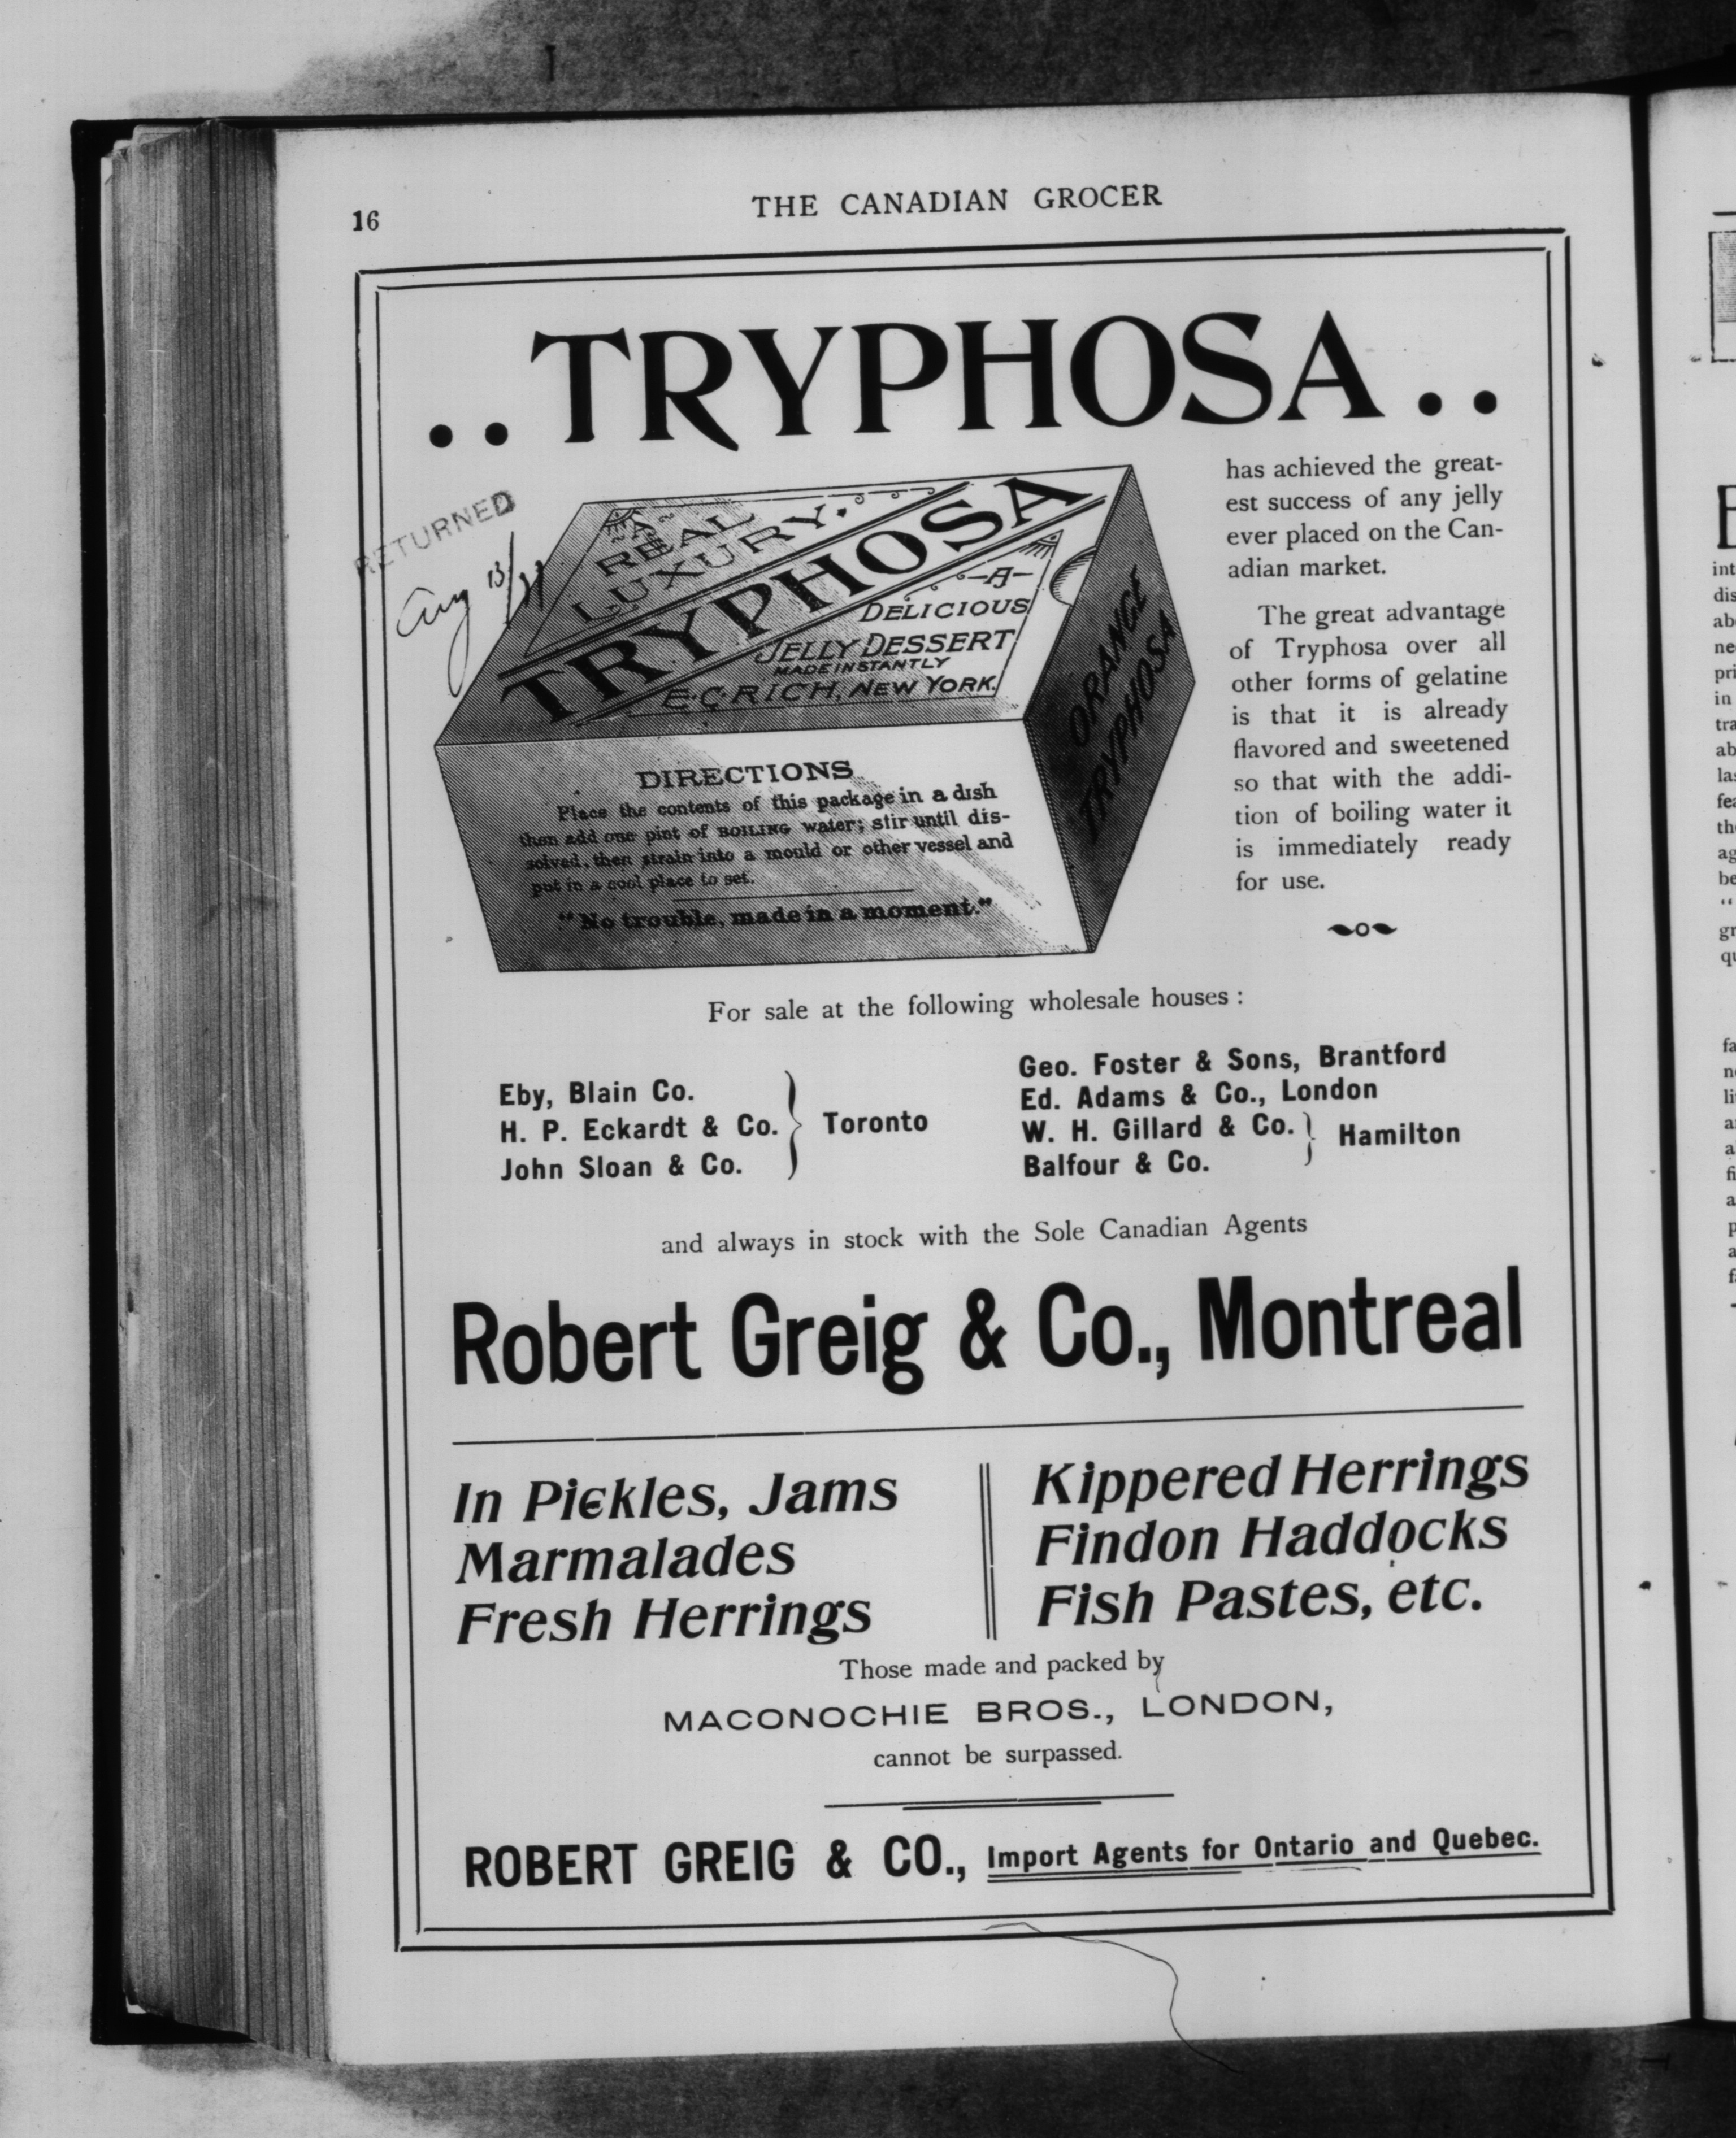 16
THE CANADIAN GROCER
..TRYPHOSA..
RETURNED
Aug 13/
A
REAL
LUXURY.
TRYPHOSA
—A—
DELICIOUS
JELLY DESSERT
MADE INSTANTLY
E.C. RICH, NEW YORK.
ORANGE
TRYPHOSA
DIRECTIONS
Place the contents of this package in a dish
then add one pint of BOILING water; stir until dis-
solved, then strain into a mould or other vessel and
put in a cool place to set.
"No trouble, made in a moment."
has achieved the great-
est success of any jelly
ever placed on the Can-
adian market.
The great advantage
of Tryphosa over all
other forms of gelatine
is that it is already
flavored and sweetened
so that with the addi-
tion of boiling water it
is immediately ready
for use.
For sale at the following wholesale houses :
Eby, Blain Co.
H. P. Eckardt & Co.
John Sloan & Co.
Toronto
Geo. Foster & Sons, Brantford
Ed. Adams & Co., London
W. H. Gillard & Co.
Balfour & Co.
Hamilton
and always in stock with the Sole Canadian Agents
Robert Greig & Co., Montreal
In Pickles, Jams
Marmalades
Fresh Herrings
Kippered Herrings
Findon Haddocks
Fish Pastes, etc.
Those made and packed by
MACONOCHIE BROS., LONDON,
cannot be surpassed.
ROBERT GREIG & CO., Import Agents for Ontario and Quebec.